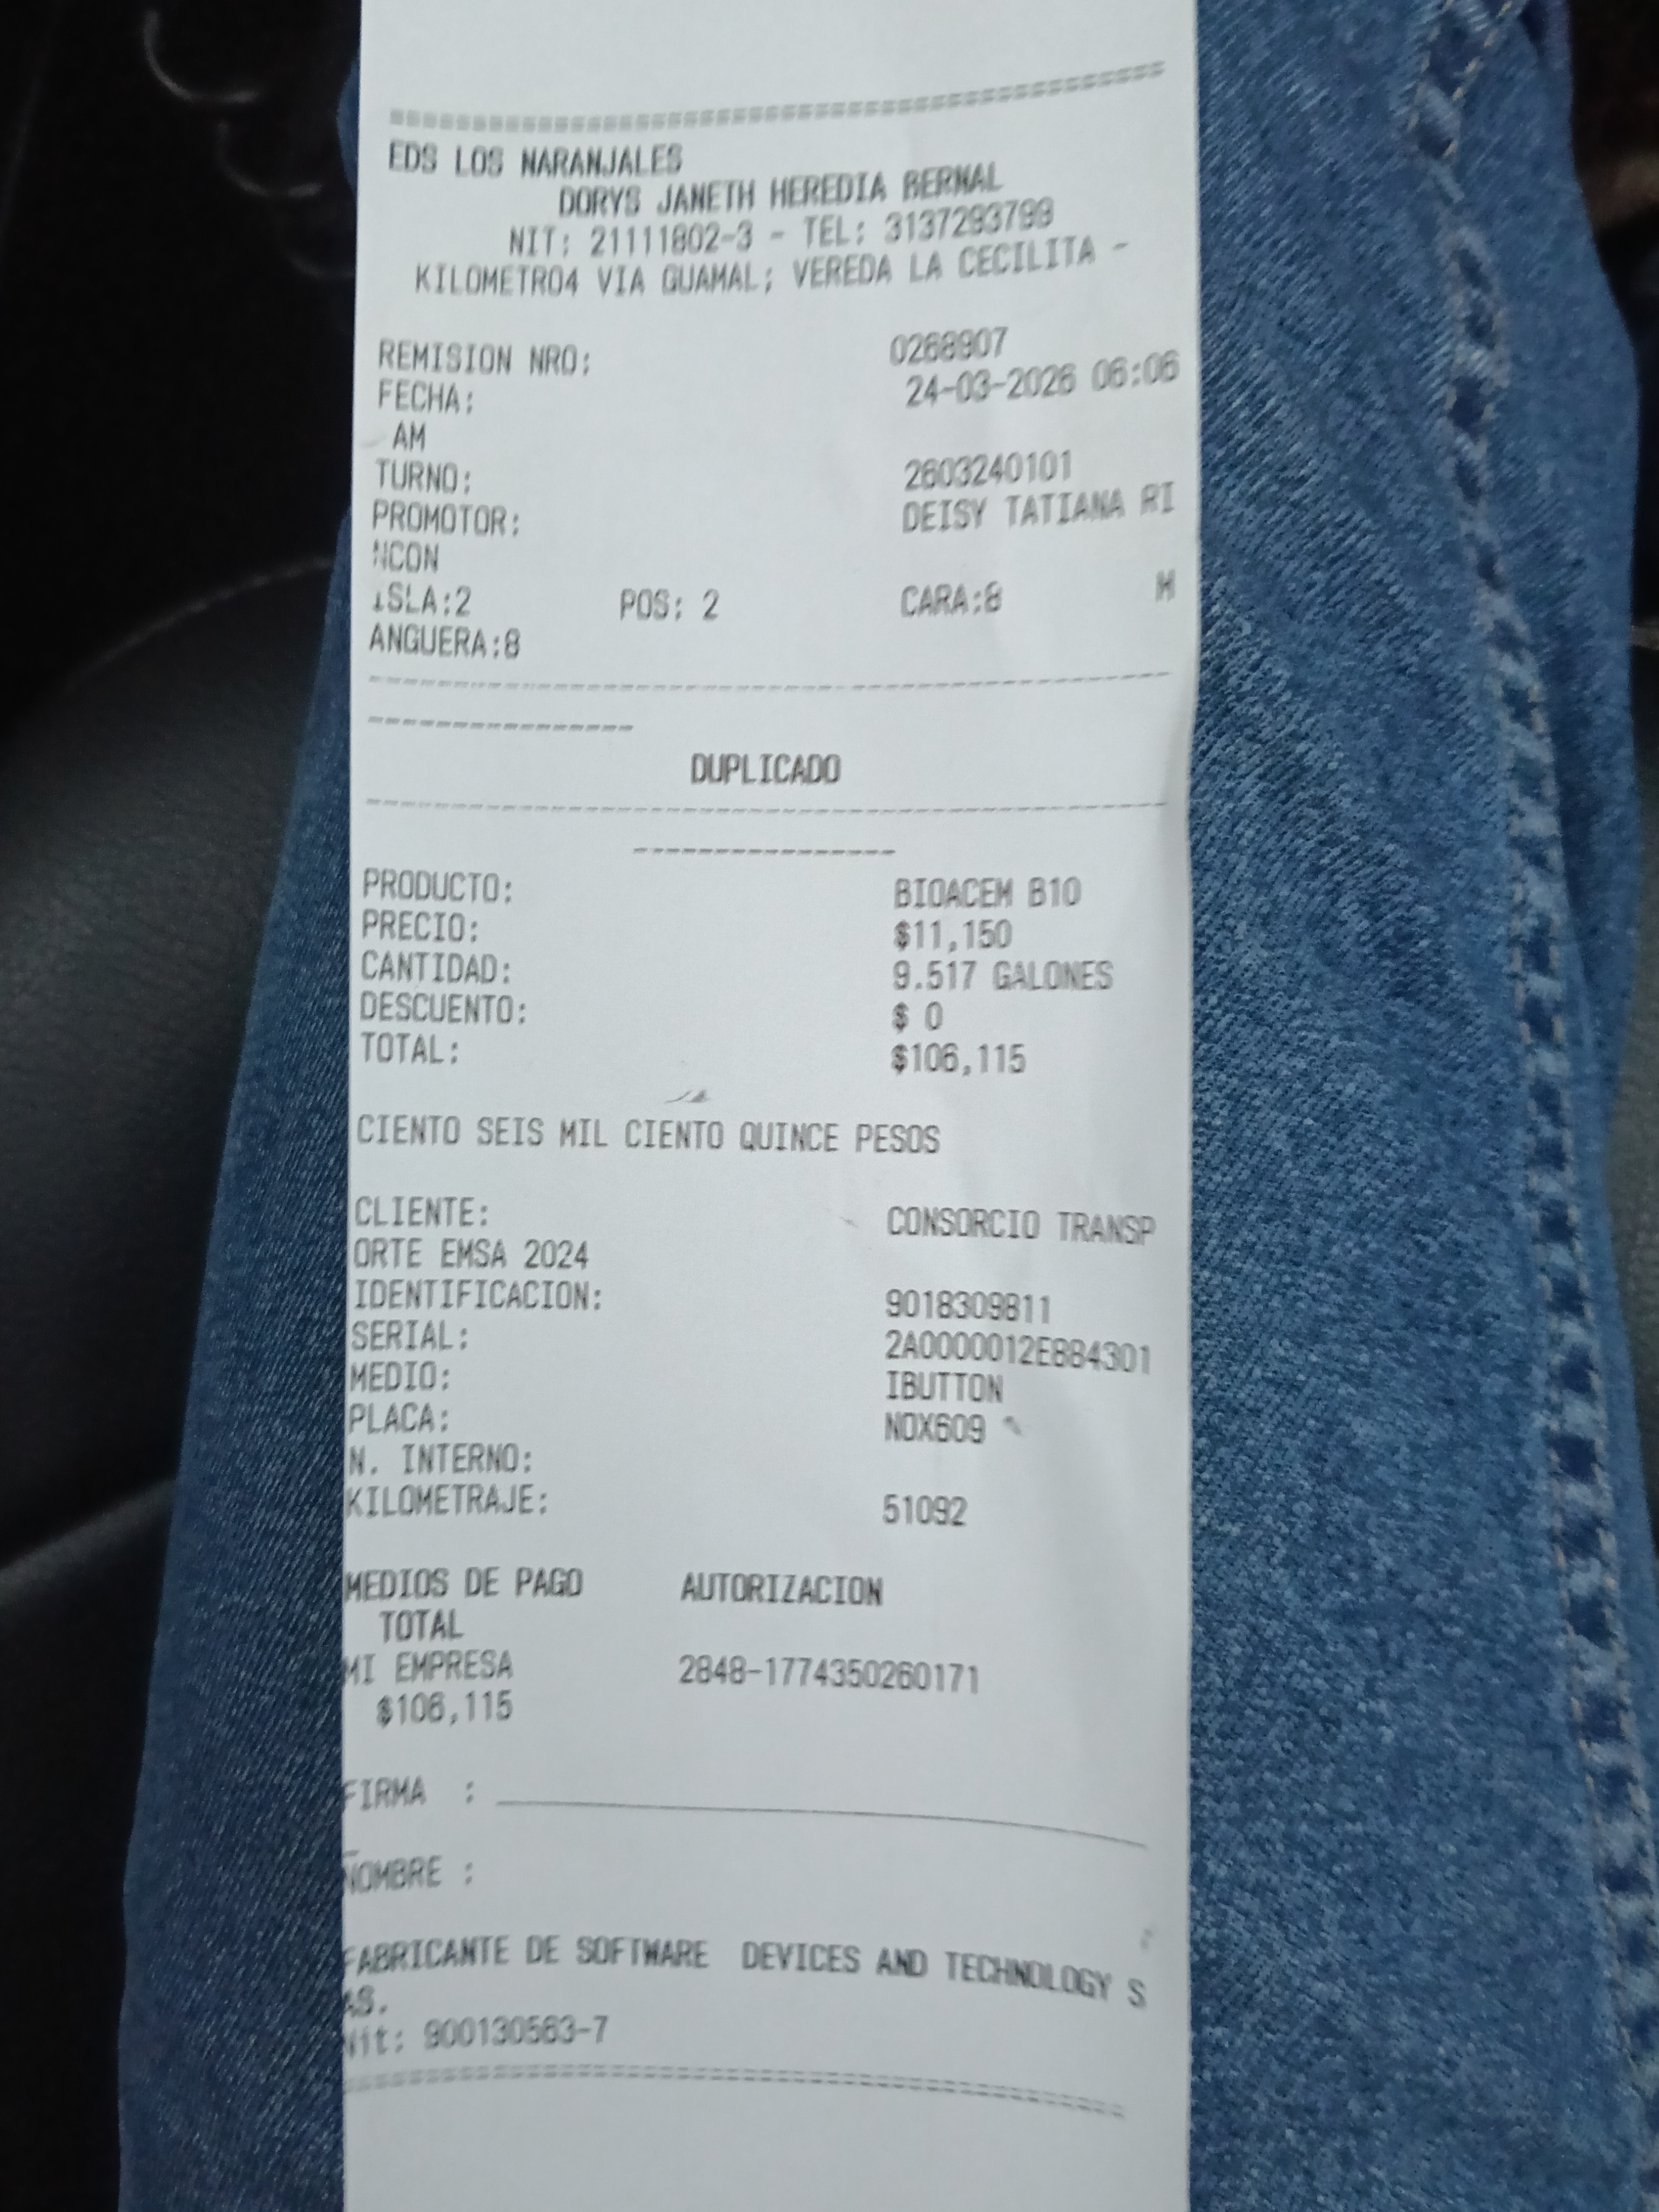 ================================================
EDS LOS NARANJALES
DORYS JANETH HEREDIA BERNAL
NIT: 21111802-3 - TEL: 3137293799
KILOMETRO4 VIA GUAMAL; VEREDA LA CECILITA -
REMISION NRO: 0268907
FECHA: 24-03-2026 06:06
AM
TURNO: 2603240101
PROMOTOR: DEISY TATIANA RI
NCON
ISLA:2 POS: 2 CARA:8 M
ANGUERA:8
------------------------------------------------
----------------
DUPLICADO
------------------------------------------------
----------------
PRODUCTO: BIOACEM B10
PRECIO: $11,150
CANTIDAD: 9.517 GALONES
DESCUENTO: $ 0
TOTAL: $106,115
CIENTO SEIS MIL CIENTO QUINCE PESOS
CLIENTE: CONSORCIO TRANSP
ORTE EMSA 2024
IDENTIFICACION: 9018309811
SERIAL: 2A0000012E884301
MEDIO: IBUTTON
PLACA: NOX609
N. INTERNO:
KILOMETRAJE: 51092
MEDIOS DE PAGO AUTORIZACION
TOTAL
MI EMPRESA 2848-1774350260171
$106,115
FIRMA : ____________________
NOMBRE :
FABRICANTE DE SOFTWARE DEVICES AND TECHNOLOGY S
AS.
Nit: 900130563-7
================================================